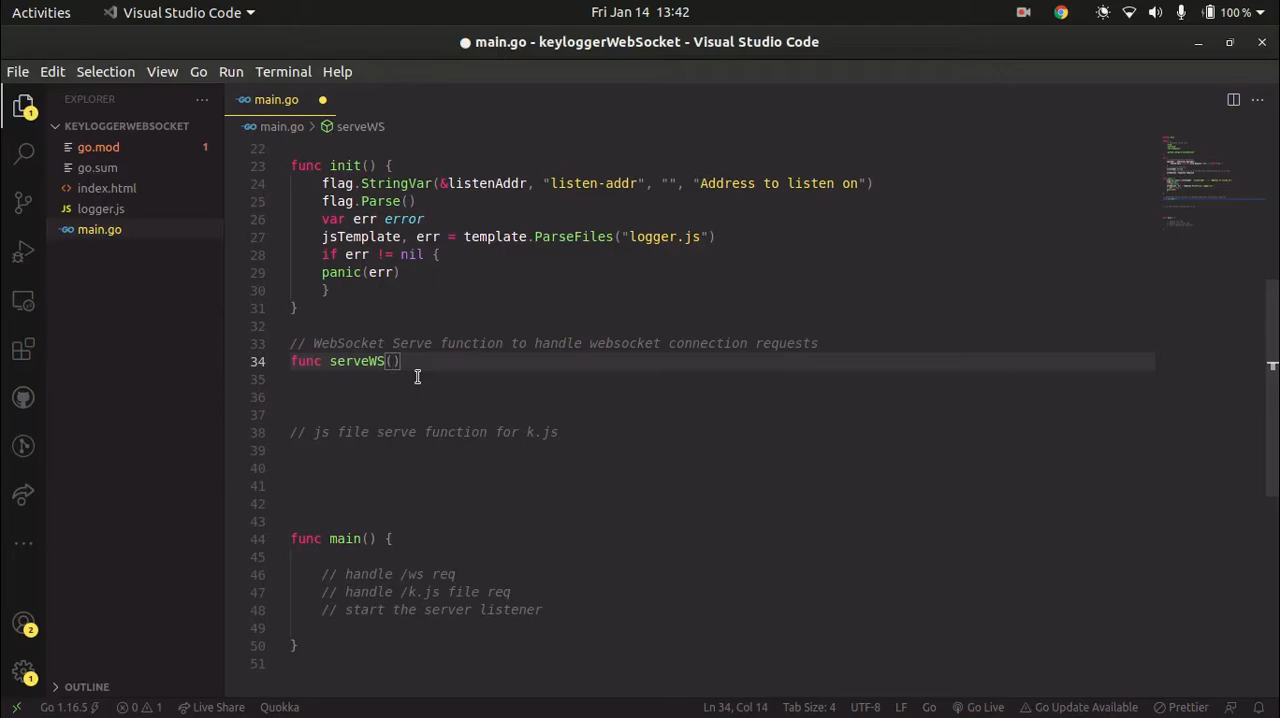 Activities Visual Studio Code Fri Jan 14 13:42 100 %
● main.go - keyloggerWebSocket - Visual Studio Code
File Edit Selection View Go Run Terminal Help
EXPLORER ... main.go ...
main.go > serveWS
KEYLOGGERWEBSOCKET
go.mod 1
go.sum
index.html
JS logger.js
main.go
22
23 func init() {
24 flag.StringVar(&listenAddr, "listen-addr", "", "Address to listen on")
25 flag.Parse()
26 var err error
27 jsTemplate, err = template.ParseFiles("logger.js")
28 if err != nil {
29 panic(err)
30 }
31 }
32
33 // WebSocket Serve function to handle websocket connection requests
34 func serveWS()
35
36
37
38 // js file serve function for k.js
39
40
41
42
43
44 func main() {
45
46 // handle /ws req
47 // handle /k.js file req
48 // start the server listener
49
50 }
51
1
2
1
OUTLINE
Go 1.16.5 0 1 Live Share Quokka Ln 34, Col 14 Tab Size: 4 UTF-8 LF Go Go Live Go Update Available Prettier